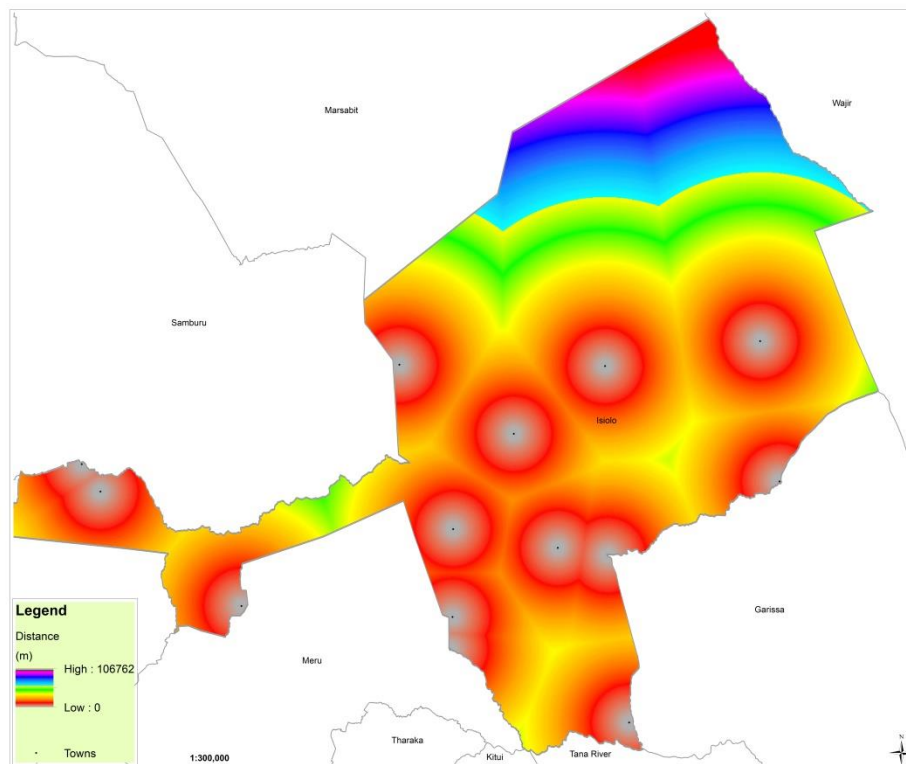 Marsabit
Wajir
Samburu
Isiolo
Garissa
Meru
Tharaka
Kitui
Tana River
Legend
Distance
(m)
High : 106762
Low : 0
Towns
1:300,000
N